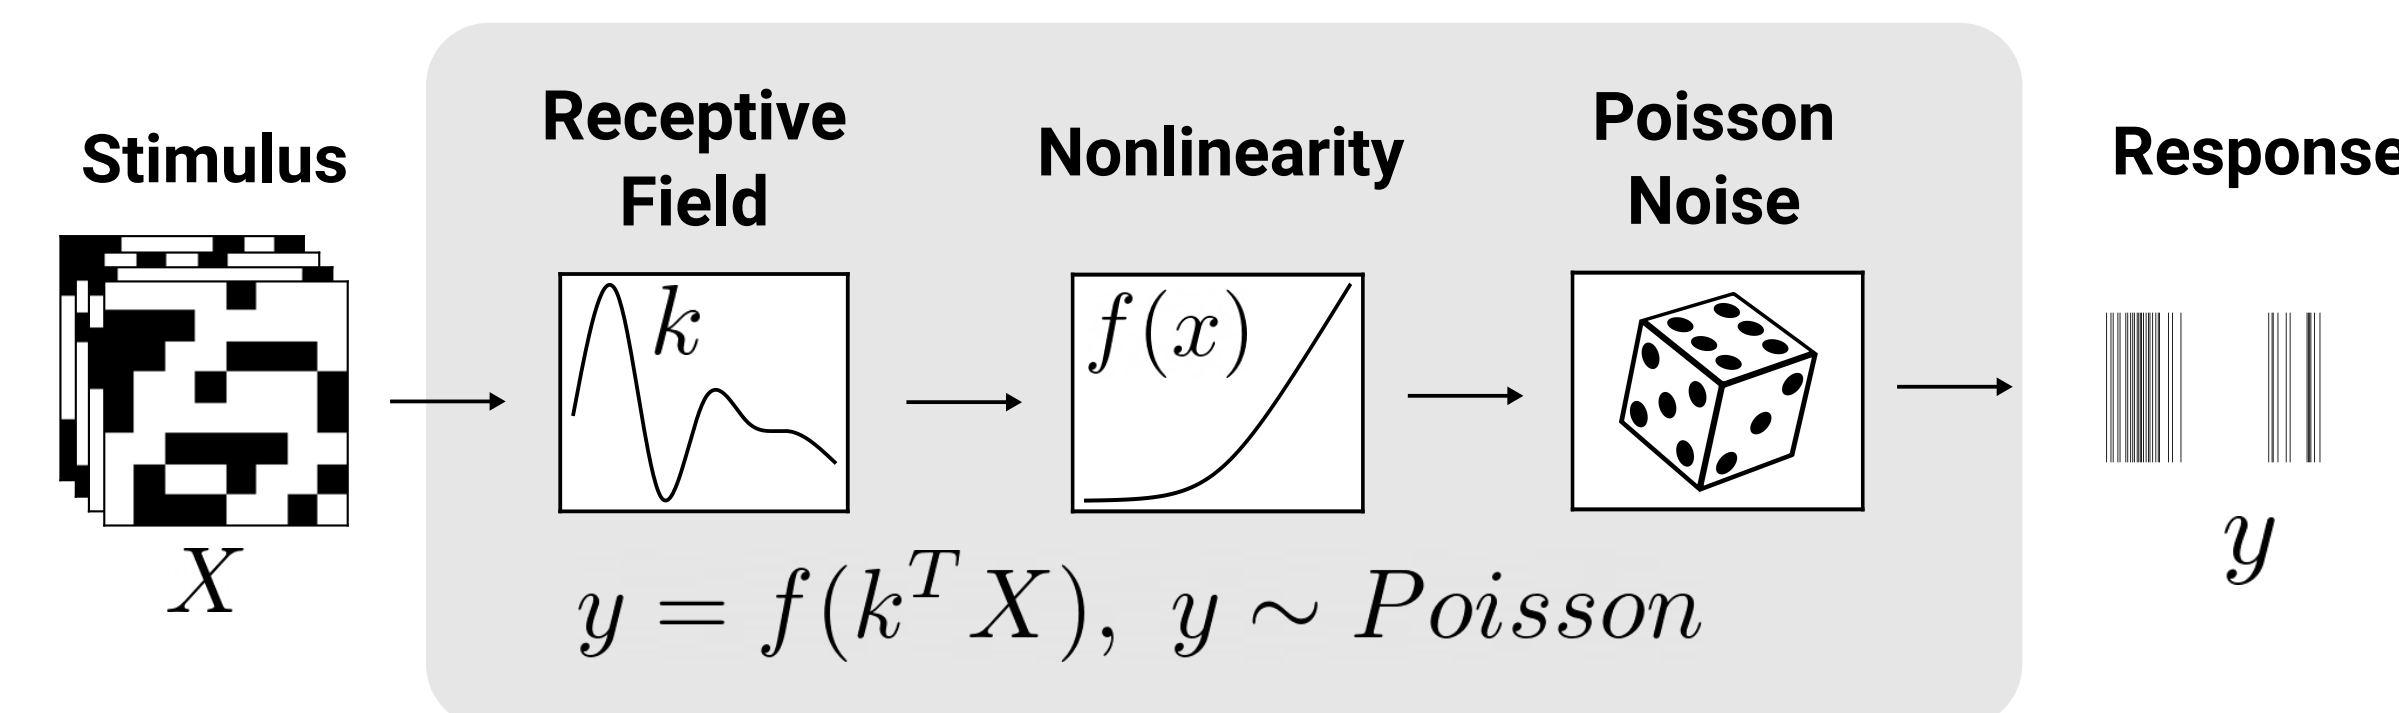 Stimulus
Receptive
Field
Nonlinearity
Poisson
Noise
Response
k
f(x)
X
y = f(k^T X), y ∼ Poisson
y